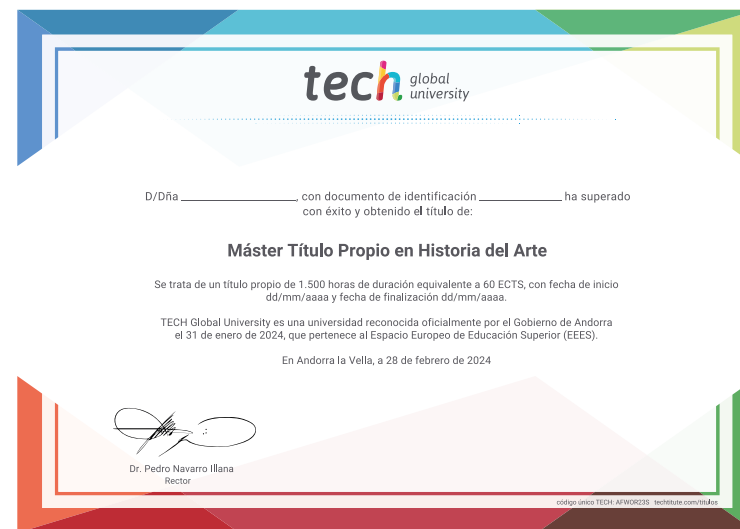 tech global university
D/Dña ____________, con documento de identificación ____________ ha superado
con éxito y obtenido el título de:
Máster Título Propio en Historia del Arte
Se trata de un título propio de 1.500 horas de duración equivalente a 60 ECTS, con fecha de inicio
dd/mm/aaaa y fecha de finalización dd/mm/aaaa.
TECH Global University es una universidad reconocida oficialmente por el Gobierno de Andorra
el 31 de enero de 2024, que pertenece al Espacio Europeo de Educación Superior (EEES).
En Andorra la Vella, a 28 de febrero de 2024
Dr. Pedro Navarro Illana
Rector
código único TECH: AFWOR23S techtitute.com/titulos